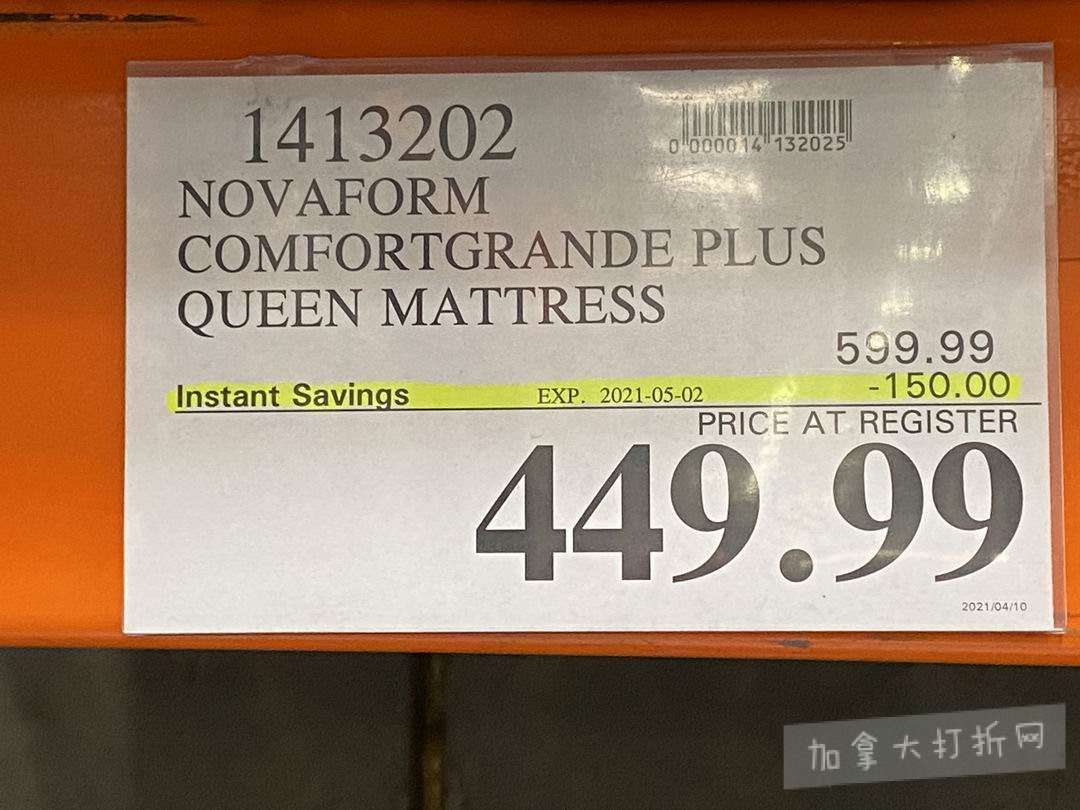 1413202
0 000014 132025
NOVAFORM
COMFORTGRANDE PLUS
QUEEN MATTRESS
599.99
Instant Savings EXP. 2021-05-02 -150.00
PRICE AT REGISTER
449.99
2021/04/10
加拿大打折网